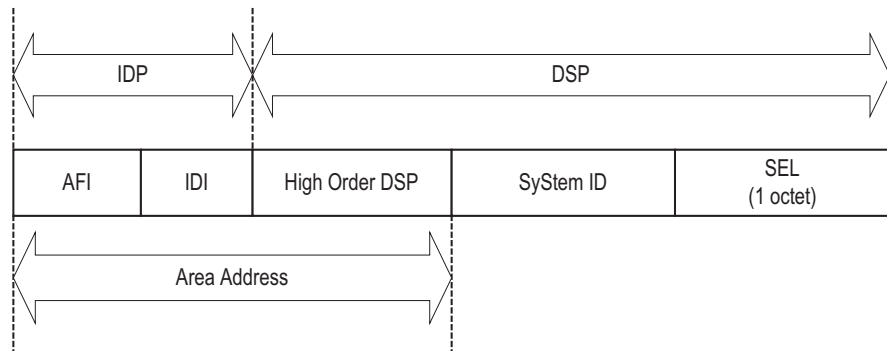 IDP
DSP
AFI
IDI
High Order DSP
SyStem ID
SEL
(1 octet)
Area Address